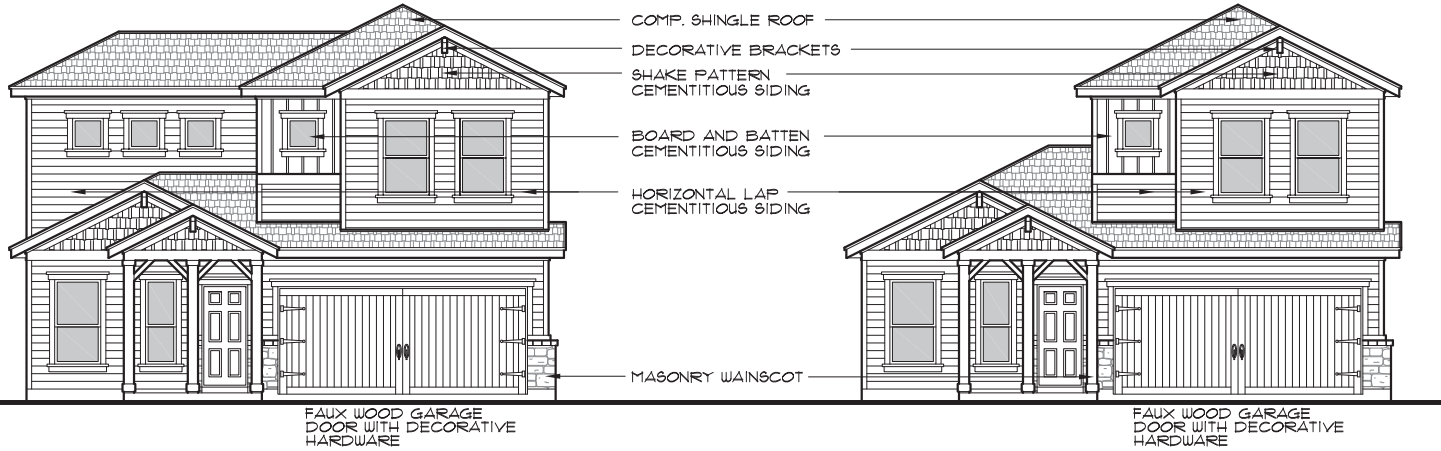 COMP. SHINGLE ROOF
DECORATIVE BRACKETS
SHAKE PATTERN
CEMENTITIOUS SIDING
BOARD AND BATTEN
CEMENTITIOUS SIDING
HORIZONTAL LAP
CEMENTITIOUS SIDING
MASONRY WAINSCOT
FAUX WOOD GARAGE
DOOR WITH DECORATIVE
HARDWARE
FAUX WOOD GARAGE
DOOR WITH DECORATIVE
HARDWARE